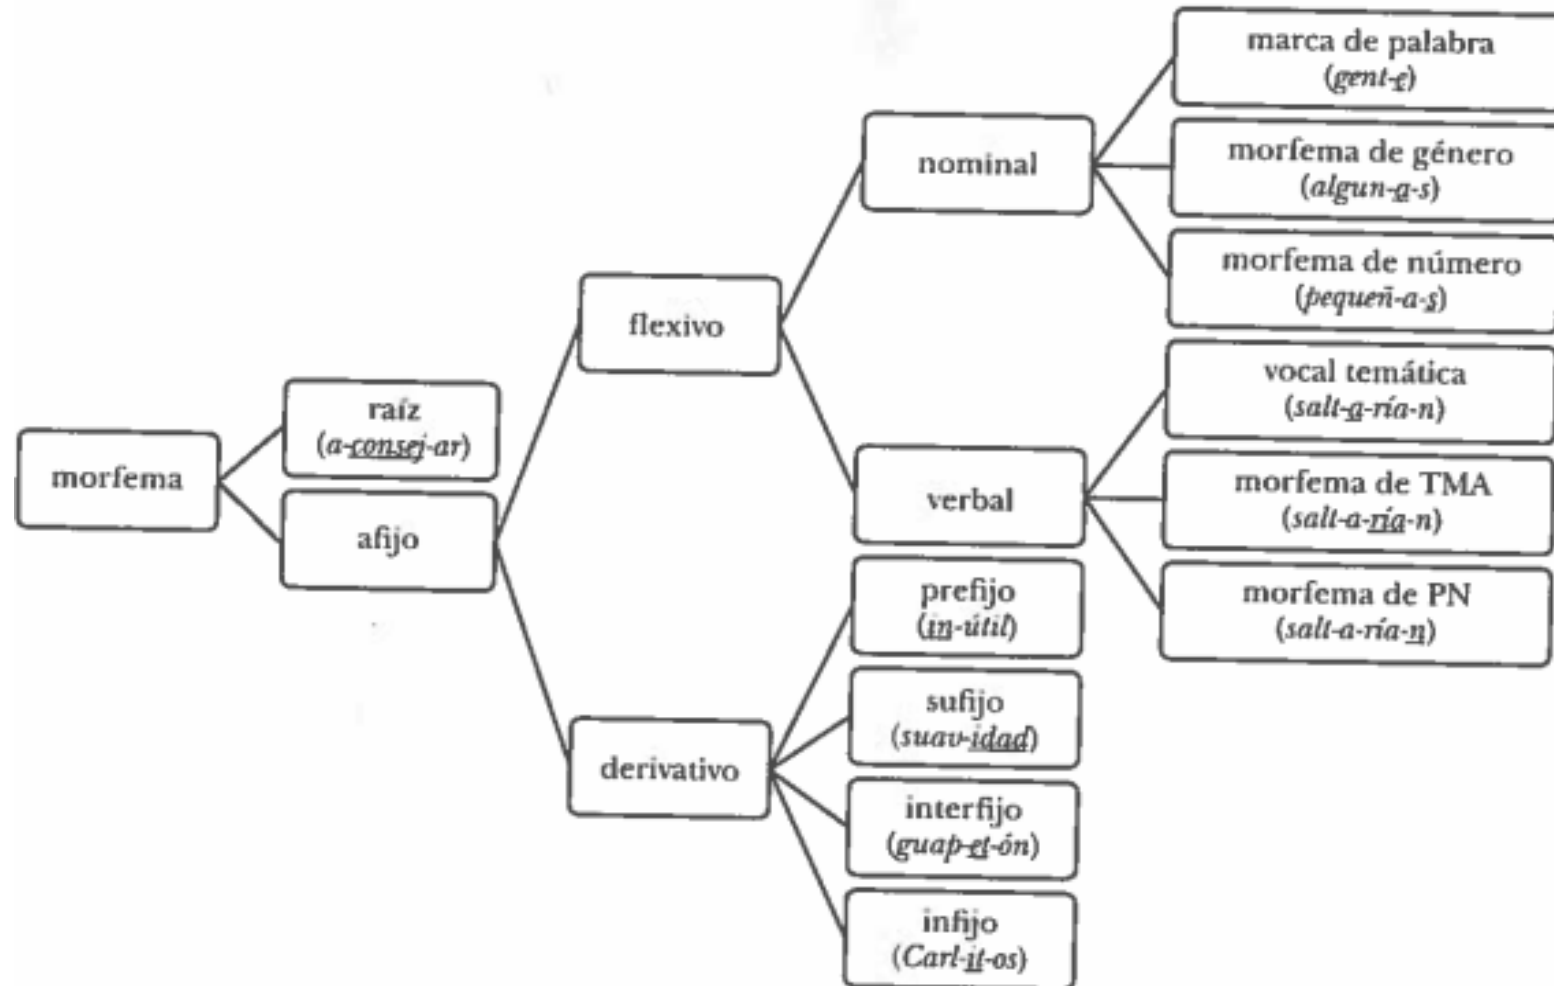 morfema
raíz
(a-consej-ar)
afijo
flexivo
derivativo
nominal
verbal
prefijo
(in-útil)
sufijo
(suav-idad)
interfijo
(guap-et-ón)
infijo
(Carl-it-os)
marca de palabra
(gent-e)
morfema de género
(algun-a-s)
morfema de número
(pequeñ-a-s)
vocal temática
(salt-a-ría-n)
morfema de TMA
(salt-a-ría-n)
morfema de PN
(salt-a-ría-n)